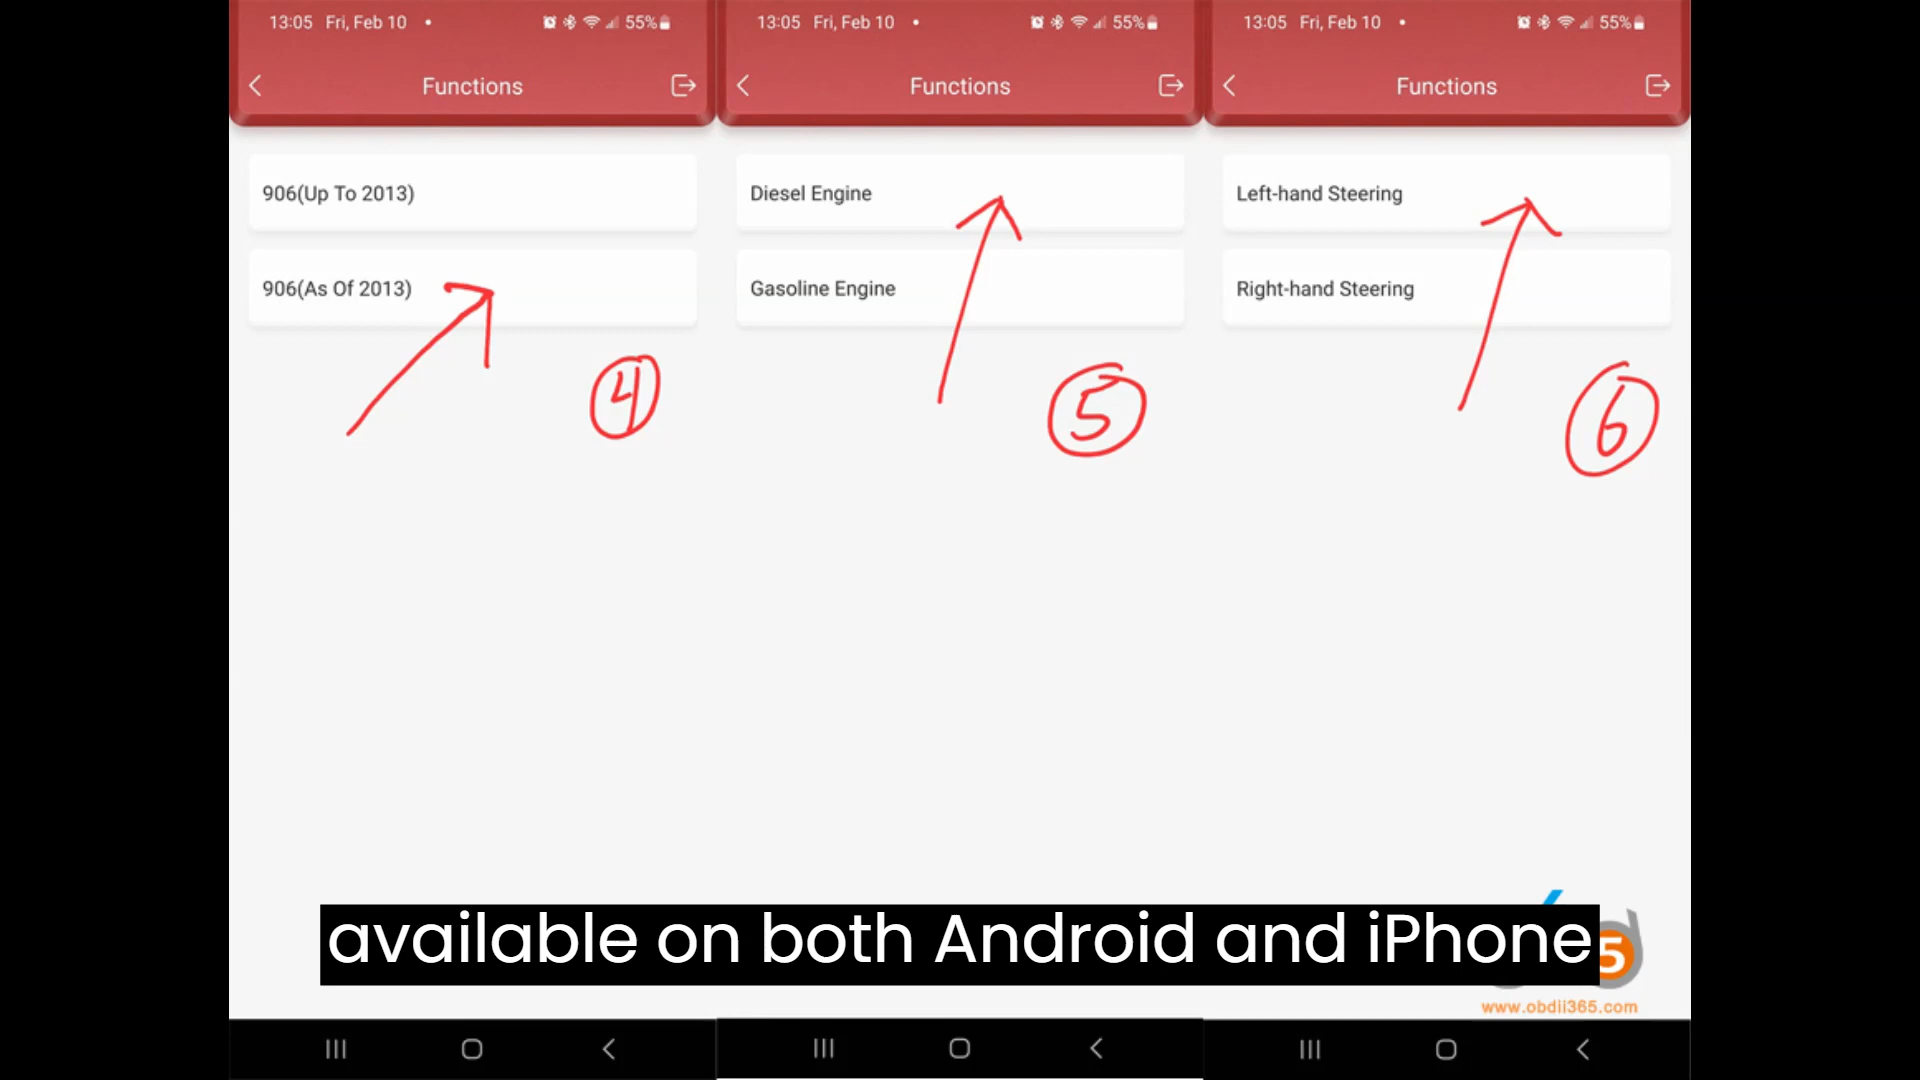 13:05 Fri, Feb 10 • 55%
Functions
906(Up To 2013)
906(As Of 2013)
4
13:05 Fri, Feb 10 • 55%
Functions
Diesel Engine
Gasoline Engine
5
13:05 Fri, Feb 10 • 55%
Functions
Left-hand Steering
Right-hand Steering
6
available on both Android and iPhone
5
www.obdii365.com